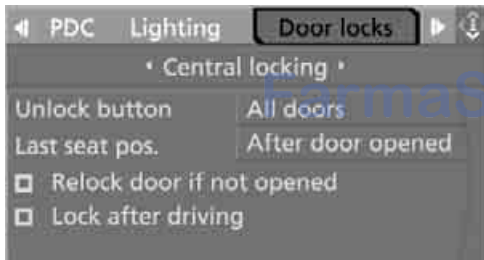 PDC Lighting Door locks
Central locking
Unlock button All doors
Last seat pos. After door opened
Relock door if not opened
Lock after driving